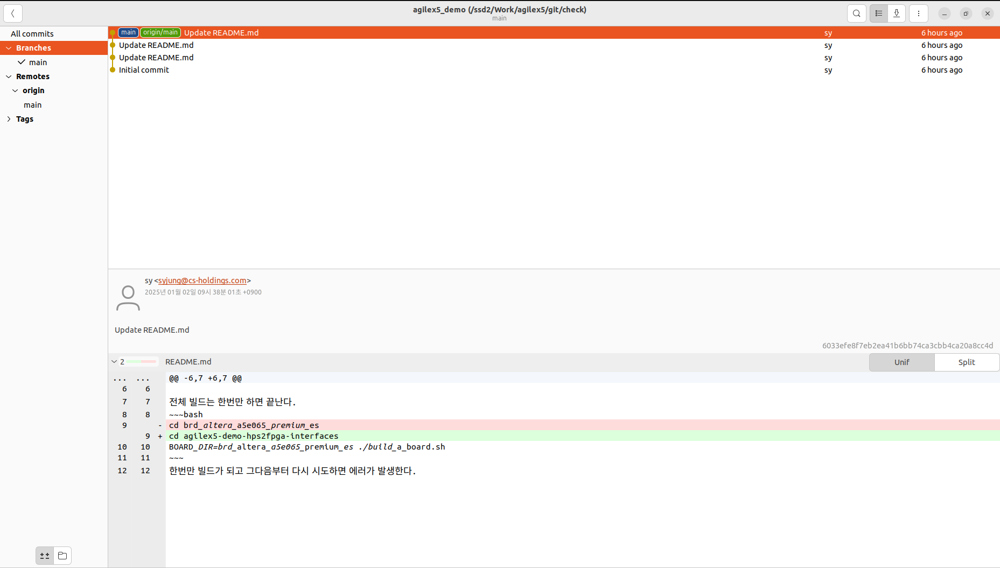 agilex5_demo (/ssd2/Work/agilex5/git/check)
main
All commits
Branches
main
Remotes
origin
main
Tags
main origin/main Update README.md sy 6 hours ago
Update README.md sy 6 hours ago
Update README.md sy 6 hours ago
Initial commit sy 6 hours ago
sy <syjung@cs-holdings.com>
2025년 01월 02일 09시 38분 01초 +0900
Update README.md
6033efe8f7eb2ea41b6bb74ca3cbb4ca20a8cc4d
2 README.md Unif Split
... ... @@ -6,7 +6,7 @@
6 6
7 7 전체 빌드는 한번만 하면 끝난다.
8 8 ~~~bash
9 - cd brd_altera_a5e065_premium_es
9 + cd agilex5-demo-hps2fpga-interfaces
10 10 BOARD_DIR=brd_altera_a5e065_premium_es ./build_a_board.sh
11 11 ~~~
12 12 한번만 빌드가 되고 그다음부터 다시 시도하면 에러가 발생한다.